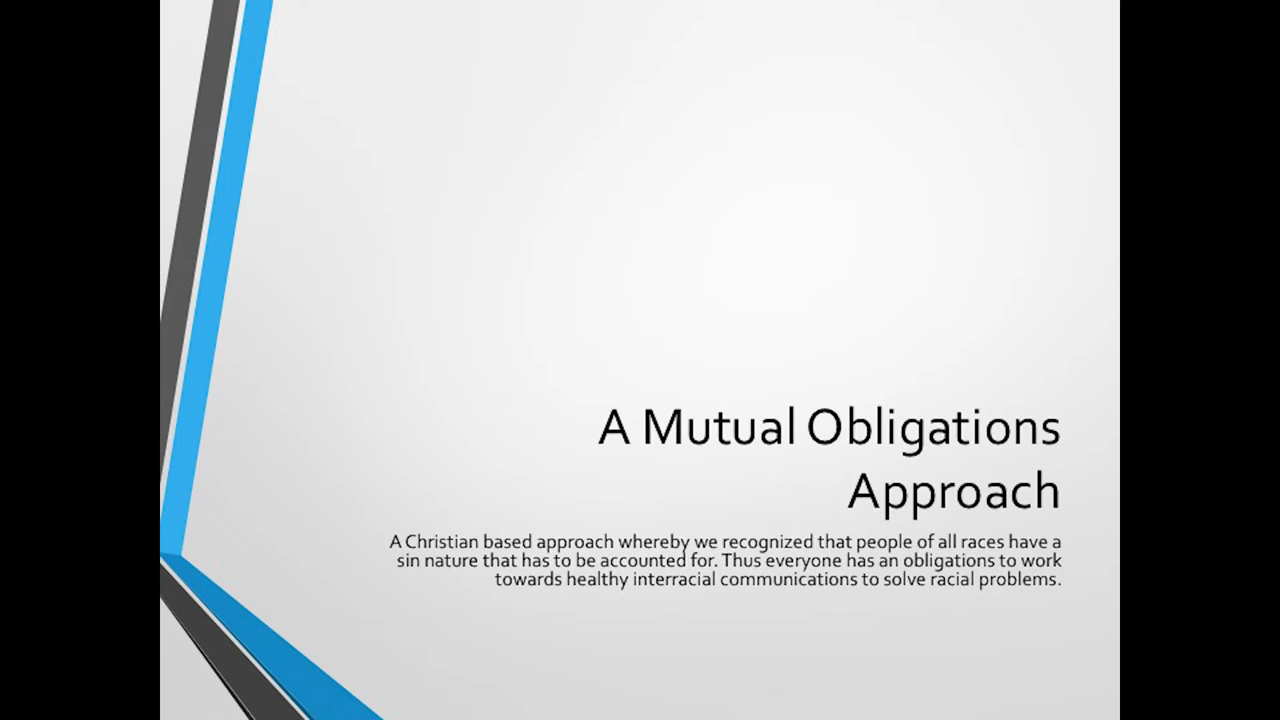 A Mutual Obligations
Approach
A Christian based approach whereby we recognized that people of all races have a
sin nature that has to be accounted for. Thus everyone has an obligations to work
towards healthy interracial communications to solve racial problems.